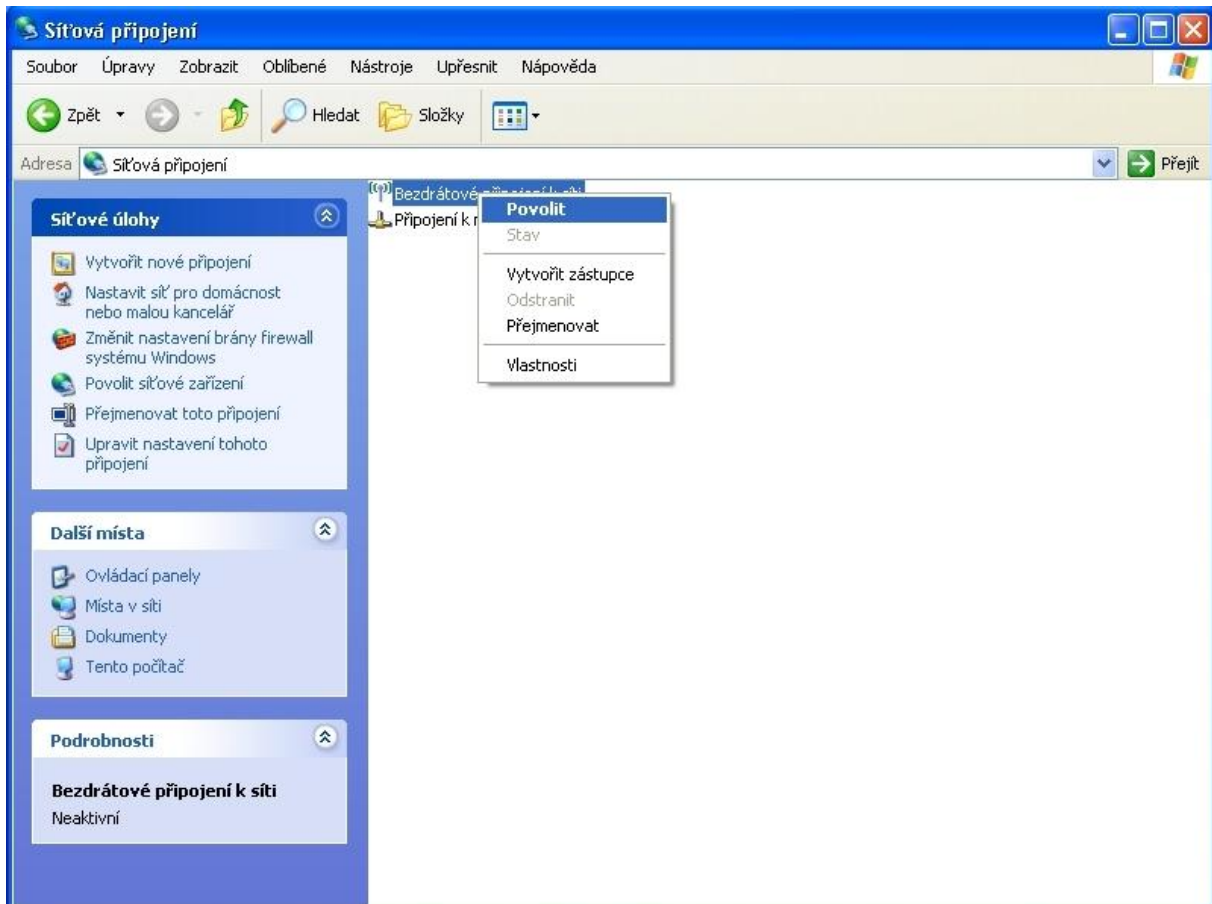 Síťová připojení
Soubor Úpravy Zobrazit Oblíbené Nástroje Upřesnit Nápověda
Zpět Hledat Složky
Adresa Síťová připojení Přejít
Síťové úlohy
Vytvořit nové připojení
Nastavit síť pro domácnost
nebo malou kancelář
Změnit nastavení brány firewall
systému Windows
Povolit síťové zařízení
Přejmenovat toto připojení
Upravit nastavení tohoto
připojení
Další místa
Ovládací panely
Místa v síti
Dokumenty
Tento počítač
Podrobnosti
Bezdrátové připojení k síti
Neaktivní
Bezdrátové
Připojení k
Povolit
Stav
Vytvořit zástupce
Odstranit
Přejmenovat
Vlastnosti